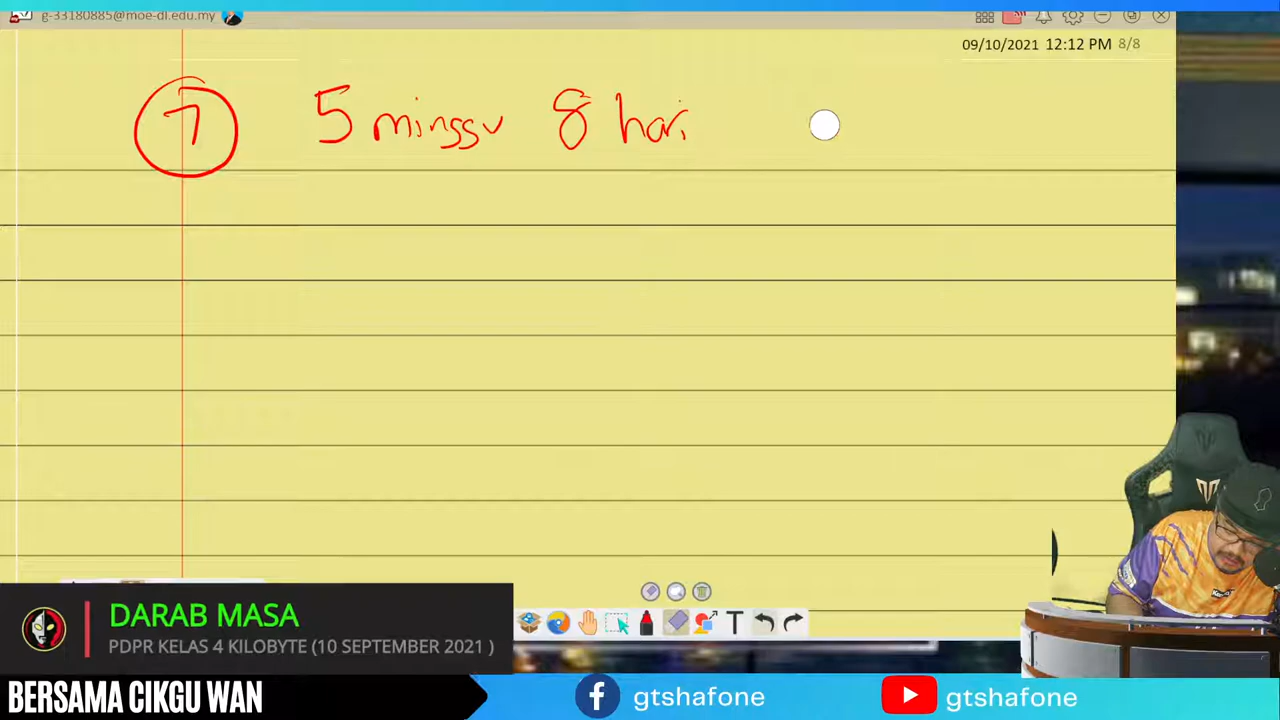 g-33180885@moe-dl.edu.my
09/10/2021 12:12 PM 8/8
7 5 minggu 8 hari
T
DARAB MASA
PDPR KELAS 4 KILOBYTE (10 SEPTEMBER 2021 )
BERSAMA CIKGU WAN
gtshafone
gtshafone